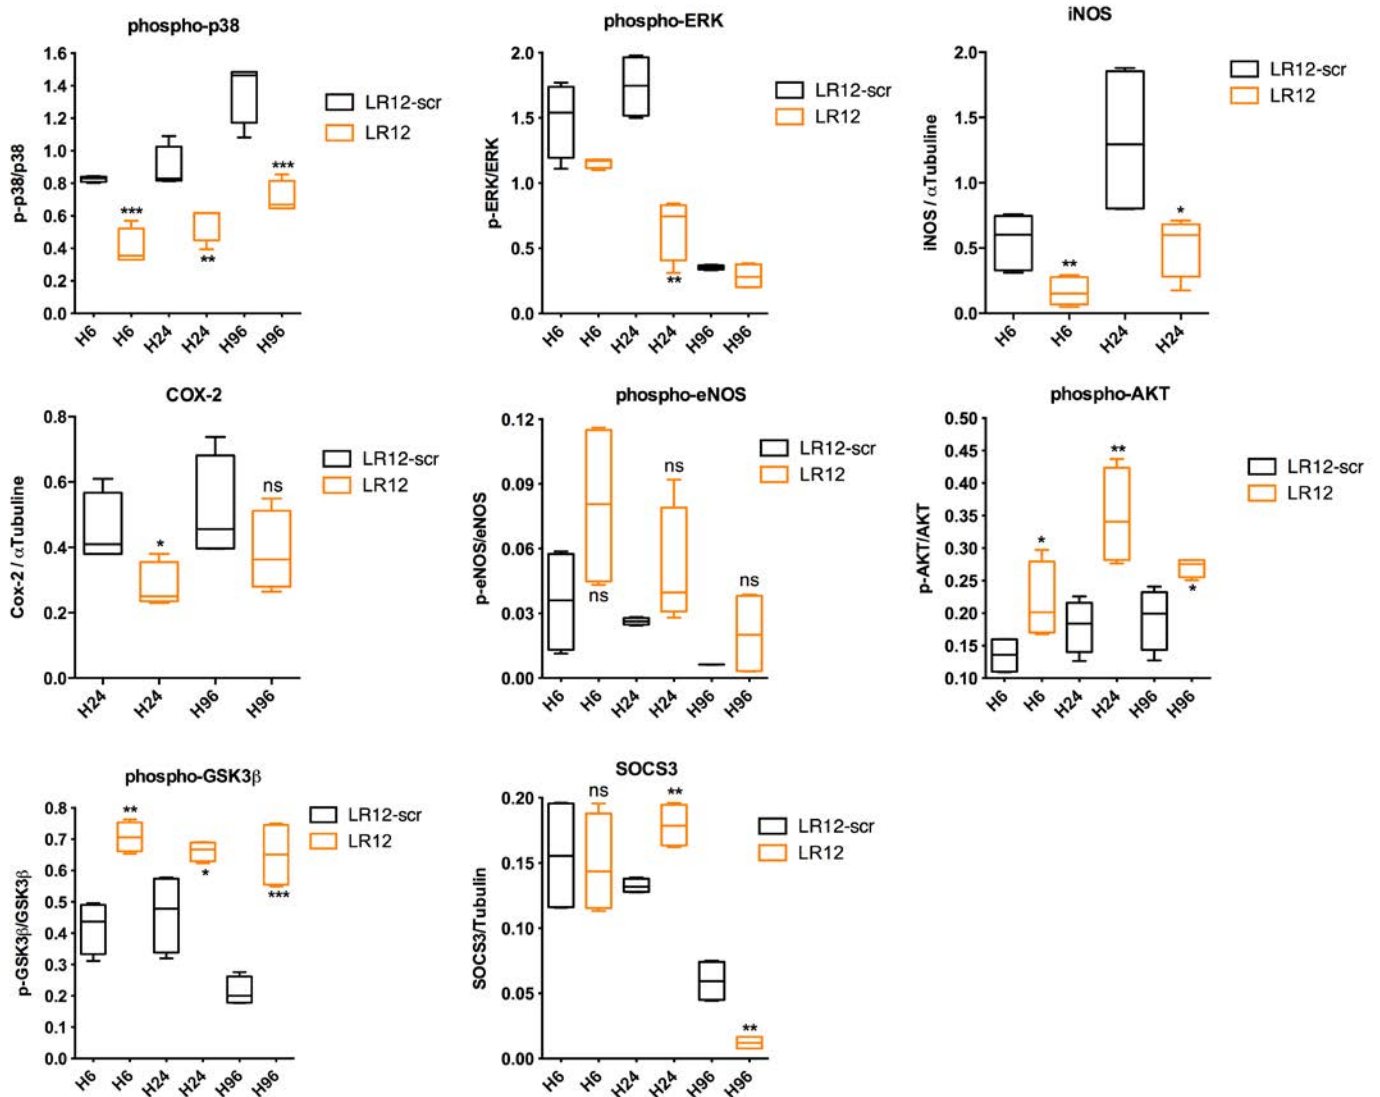 phospho-p38
p-p38/p38
1.6
1.4
1.2
1.0
0.8
0.6
0.4
0.2
0.0
***
**
***
H6
H6
H24
H24
H96
H96
LR12-scr
LR12
phospho-ERK
p-ERK/ERK
2.0
1.5
1.0
0.5
0.0
**
H6
H6
H24
H24
H96
H96
LR12-scr
LR12
iNOS
iNOS / αTubuline
2.0
1.5
1.0
0.5
0.0
**
*
H6
H6
H24
H24
LR12-scr
LR12
COX-2
Cox-2 / αTubuline
0.8
0.6
0.4
0.2
0.0
*
ns
H24
H24
H96
H96
LR12-scr
LR12
phospho-eNOS
p-eNOS/eNOS
0.12
0.09
0.06
0.03
0.00
ns
ns
ns
H6
H6
H24
H24
H96
H96
LR12-scr
LR12
phospho-AKT
p-AKT/AKT
0.50
0.45
0.40
0.35
0.30
0.25
0.20
0.15
0.10
*
**
*
H6
H6
H24
H24
H96
H96
LR12-scr
LR12
phospho-GSK3β
p-GSK3β/GSK3β
0.8
0.7
0.6
0.5
0.4
0.3
0.2
0.1
0.0
**
*
***
H6
H6
H24
H24
H96
H96
LR12-scr
LR12
SOCS3
SOCS3/Tubulin
0.20
0.15
0.10
0.05
0.00
ns
**
**
H6
H6
H24
H24
H96
H96
LR12-scr
LR12